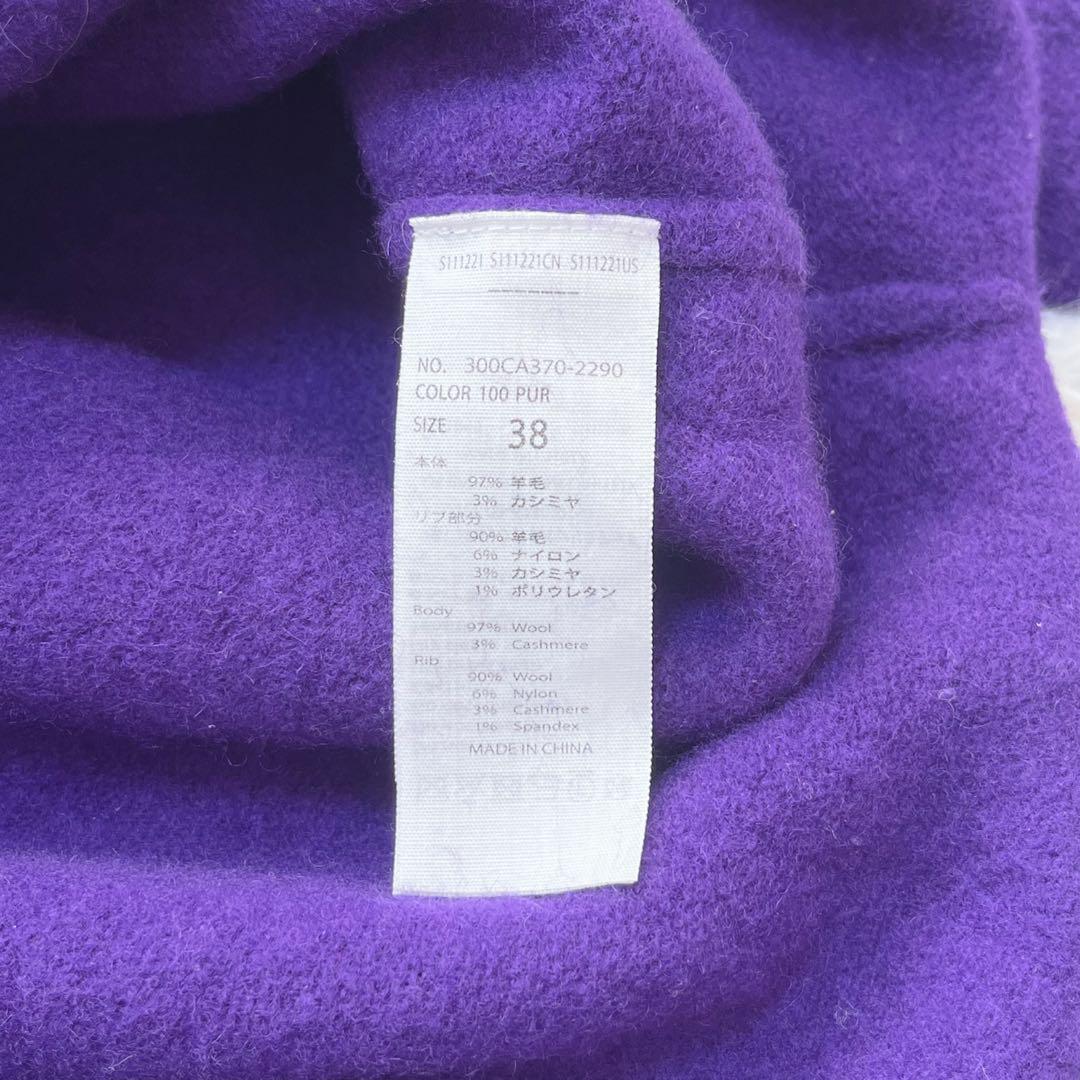 S111221 S111221CN S111221US
-------
NO. 300CA370-2290
COLOR 100 PUR
SIZE 38
本体
97% 羊毛
3% カシミヤ
リブ部分
90% 羊毛
6% ナイロン
3% カシミヤ
1% ポリウレタン
Body
97% Wool
3% Cashmere
Rib
90% Wool
6% Nylon
3% Cashmere
1% Spandex
MADE IN CHINA